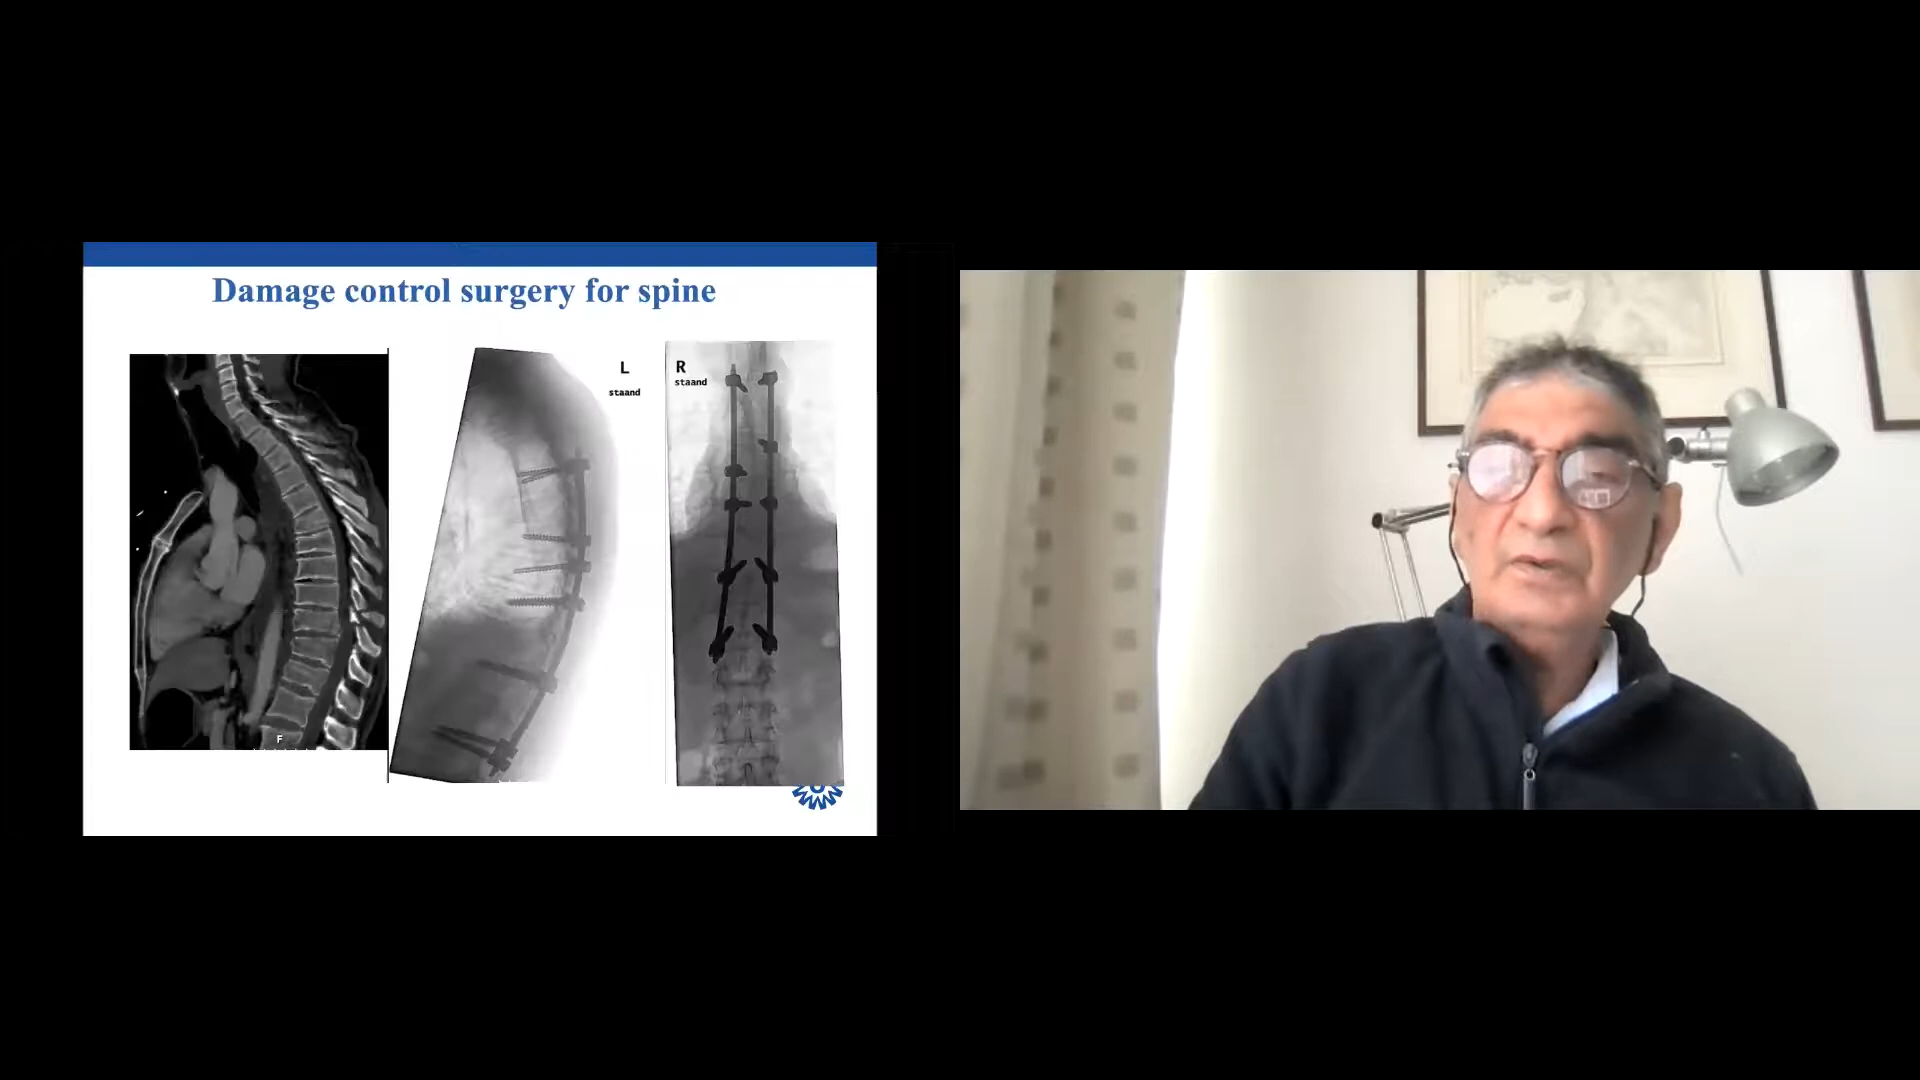 Damage control surgery for spine
L
staand
R
staand
F